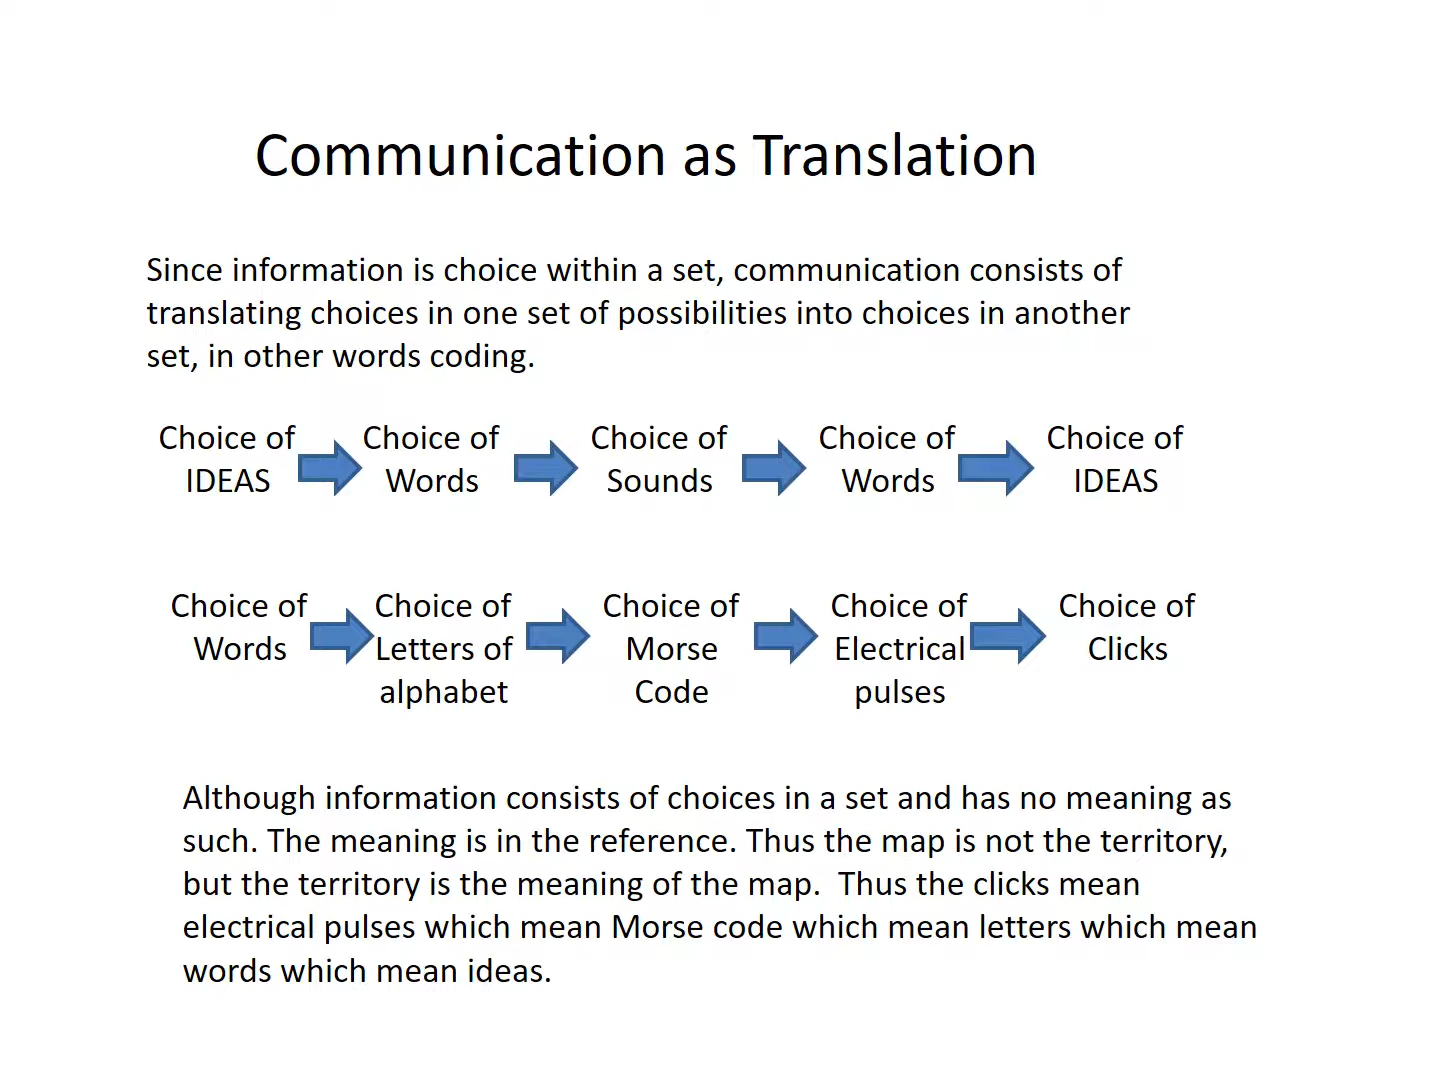 Communication as Translation
Since information is choice within a set, communication consists of
translating choices in one set of possibilities into choices in another
set, in other words coding.
Choice of IDEAS
Choice of Words
Choice of Sounds
Choice of Words
Choice of IDEAS
Choice of Words
Choice of Letters of alphabet
Choice of Morse Code
Choice of Electrical pulses
Choice of Clicks
Although information consists of choices in a set and has no meaning as
such. The meaning is in the reference. Thus the map is not the territory,
but the territory is the meaning of the map.  Thus the clicks mean
electrical pulses which mean Morse code which mean letters which mean
words which mean ideas.